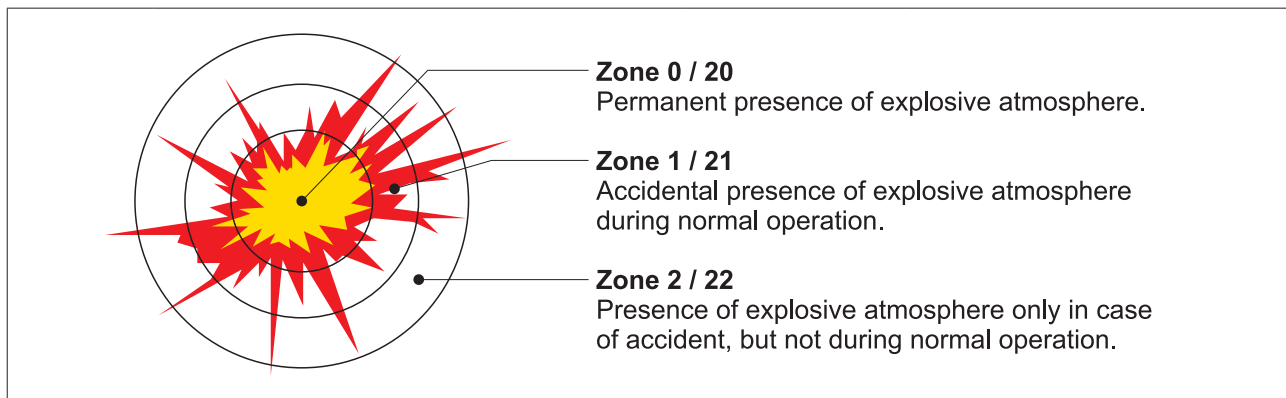 Zone 0 / 20
Permanent presence of explosive atmosphere.
Zone 1 / 21
Accidental presence of explosive atmosphere
during normal operation.
Zone 2 / 22
Presence of explosive atmosphere only in case
of accident, but not during normal operation.